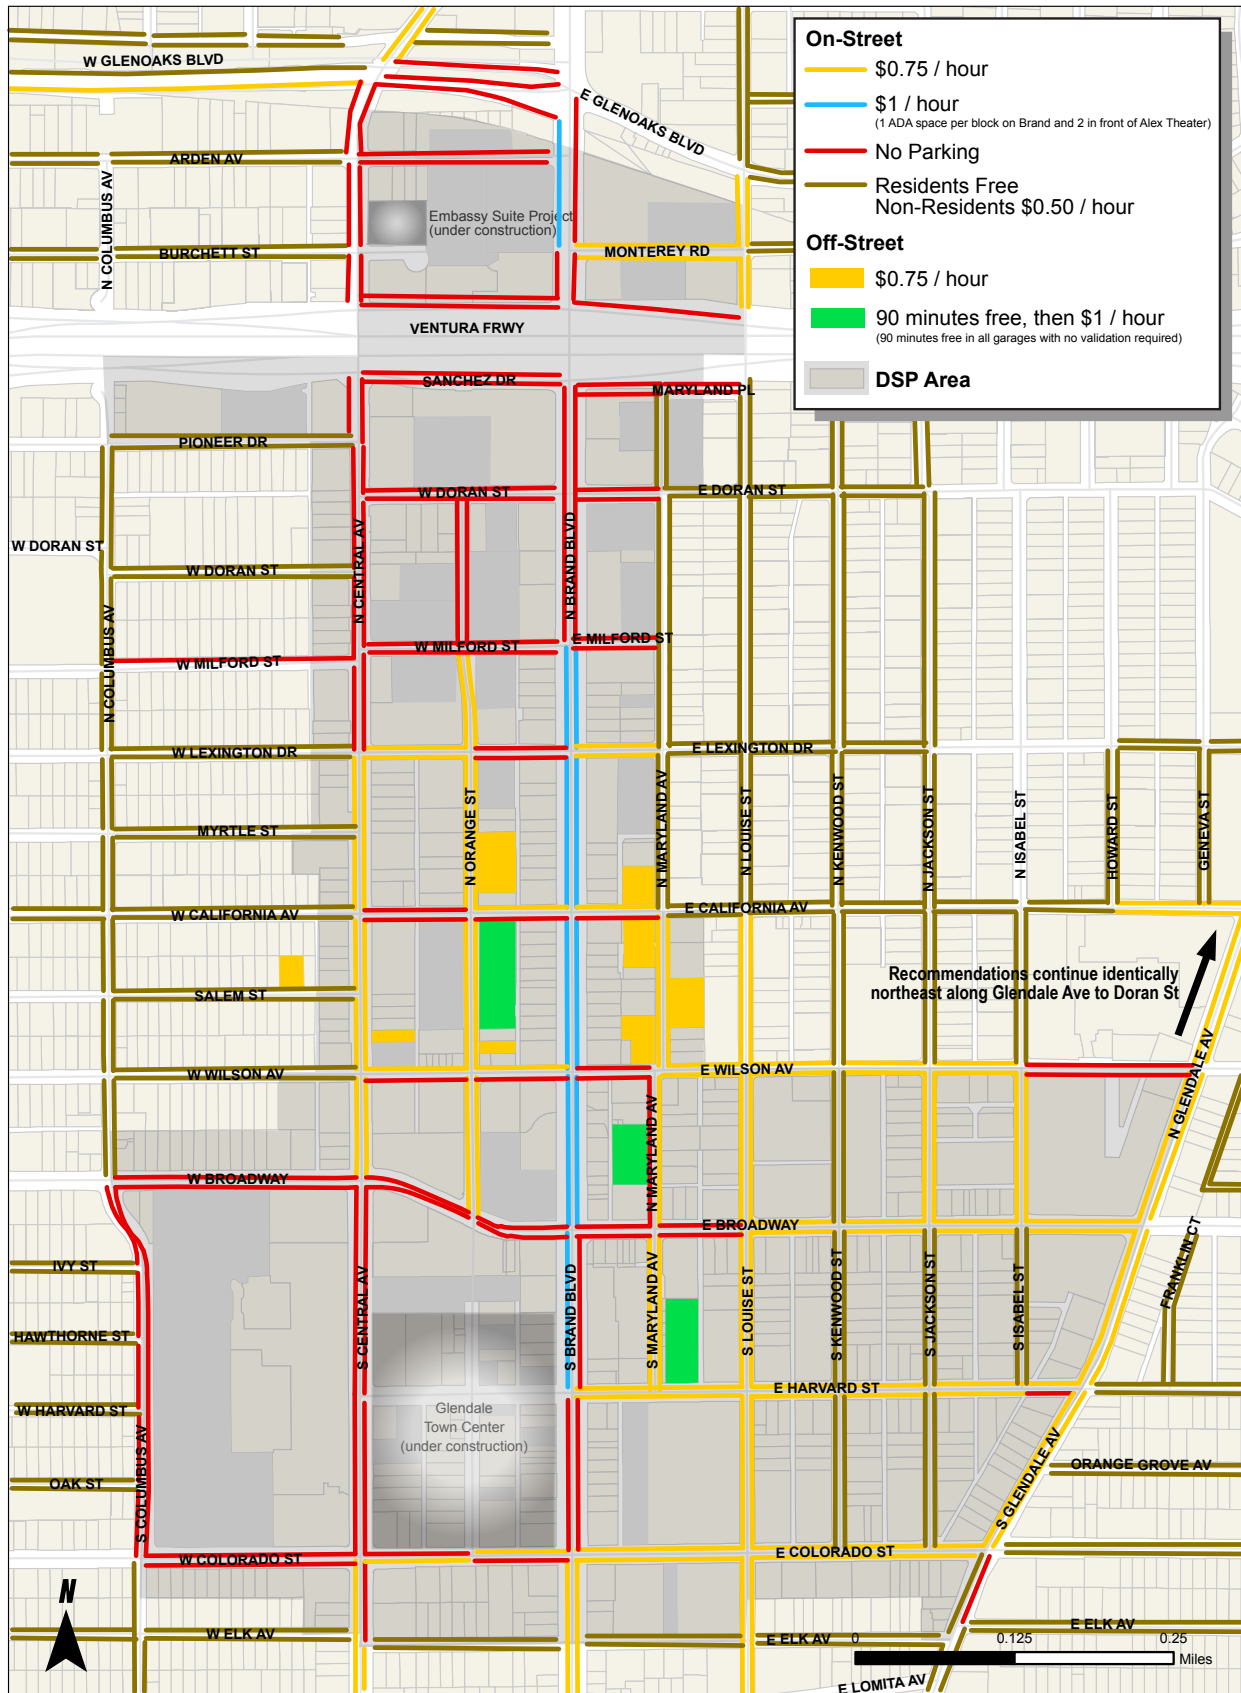 On-Street
$0.75 / hour
$1 / hour
(1 ADA space per block on Brand and 2 in front of Alex Theater)
No Parking
Residents Free
Non-Residents $0.50 / hour
Off-Street
$0.75 / hour
90 minutes free, then $1 / hour
(90 minutes free in all garages with no validation required)
DSP Area
W GLENOAKS BLVD
E GLENOAKS BLVD
ARDEN AV
N COLUMBUS AV
Embassy Suite Project
(under construction)
BURCHETT ST
MONTEREY RD
VENTURA FRWY
SANCHEZ DR
MARYLAND PL
PIONEER DR
W DORAN ST
E DORAN ST
W DORAN ST
W DORAN ST
N CENTRAL AV
N BRAND BLVD
W MILFORD ST
W MILFORD ST
E MILFORD ST
N COLUMBUS AV
W LEXINGTON DR
E LEXINGTON DR
MYRTLE ST
N ORANGE ST
N MARYLAND AV
N LOUISE ST
N KENWOOD ST
N JACKSON ST
N ISABEL ST
HOWARD ST
GENEVA ST
W CALIFORNIA AV
E CALIFORNIA AV
Recommendations continue identically
northeast along Glendale Ave to Doran St
SALEM ST
W WILSON AV
E WILSON AV
N GLENDALE AV
N MARYLAND AV
W BROADWAY
E BROADWAY
IVY ST
HAWTHORNE ST
W HARVARD ST
OAK ST
S COLUMBUS AV
S CENTRAL AV
S BRAND BLVD
S MARYLAND AV
S LOUISE ST
S KENWOOD ST
S JACKSON ST
S ISABEL ST
FRANKLIN CT
E HARVARD ST
Glendale
Town Center
(under construction)
S GLENDALE AV
ORANGE GROVE AV
W COLORADO ST
E COLORADO ST
N
W ELK AV
E ELK AV
E ELK AV
0
0.125
0.25
Miles
E LOMITA AV